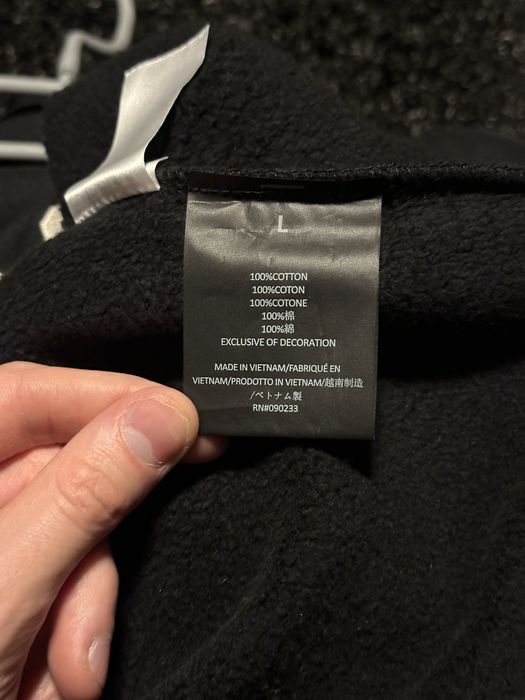 L
100%COTTON
100%COTON
100%COTONE
100%棉
100%綿
EXCLUSIVE OF DECORATION
MADE IN VIETNAM/FABRIQUÉ EN
VIETNAM/PRODOTTO IN VIETNAM/越南制造
/ベトナム製
RN#090233